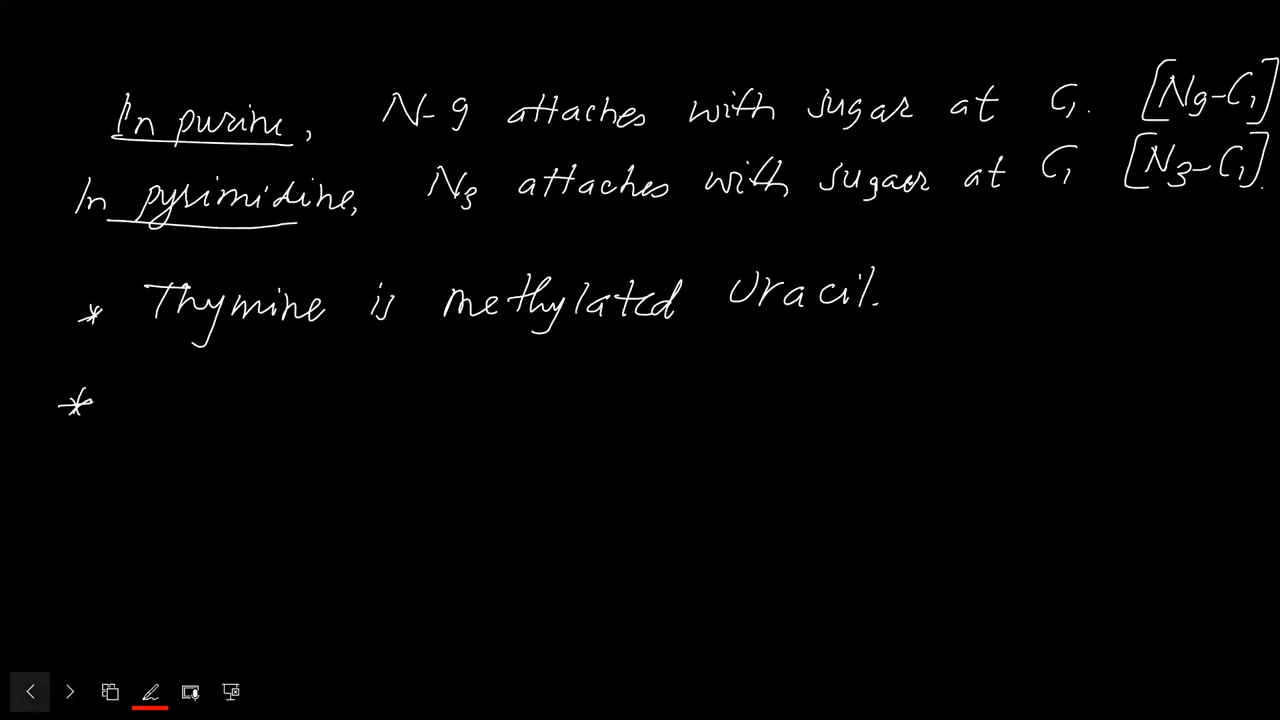 In purine, N-9 attaches with sugar at C1. [N9-C1]
In pyrimidine, N3 attaches with sugar at C1 [N3-C1].
* Thymine is methylated Uracil.
*